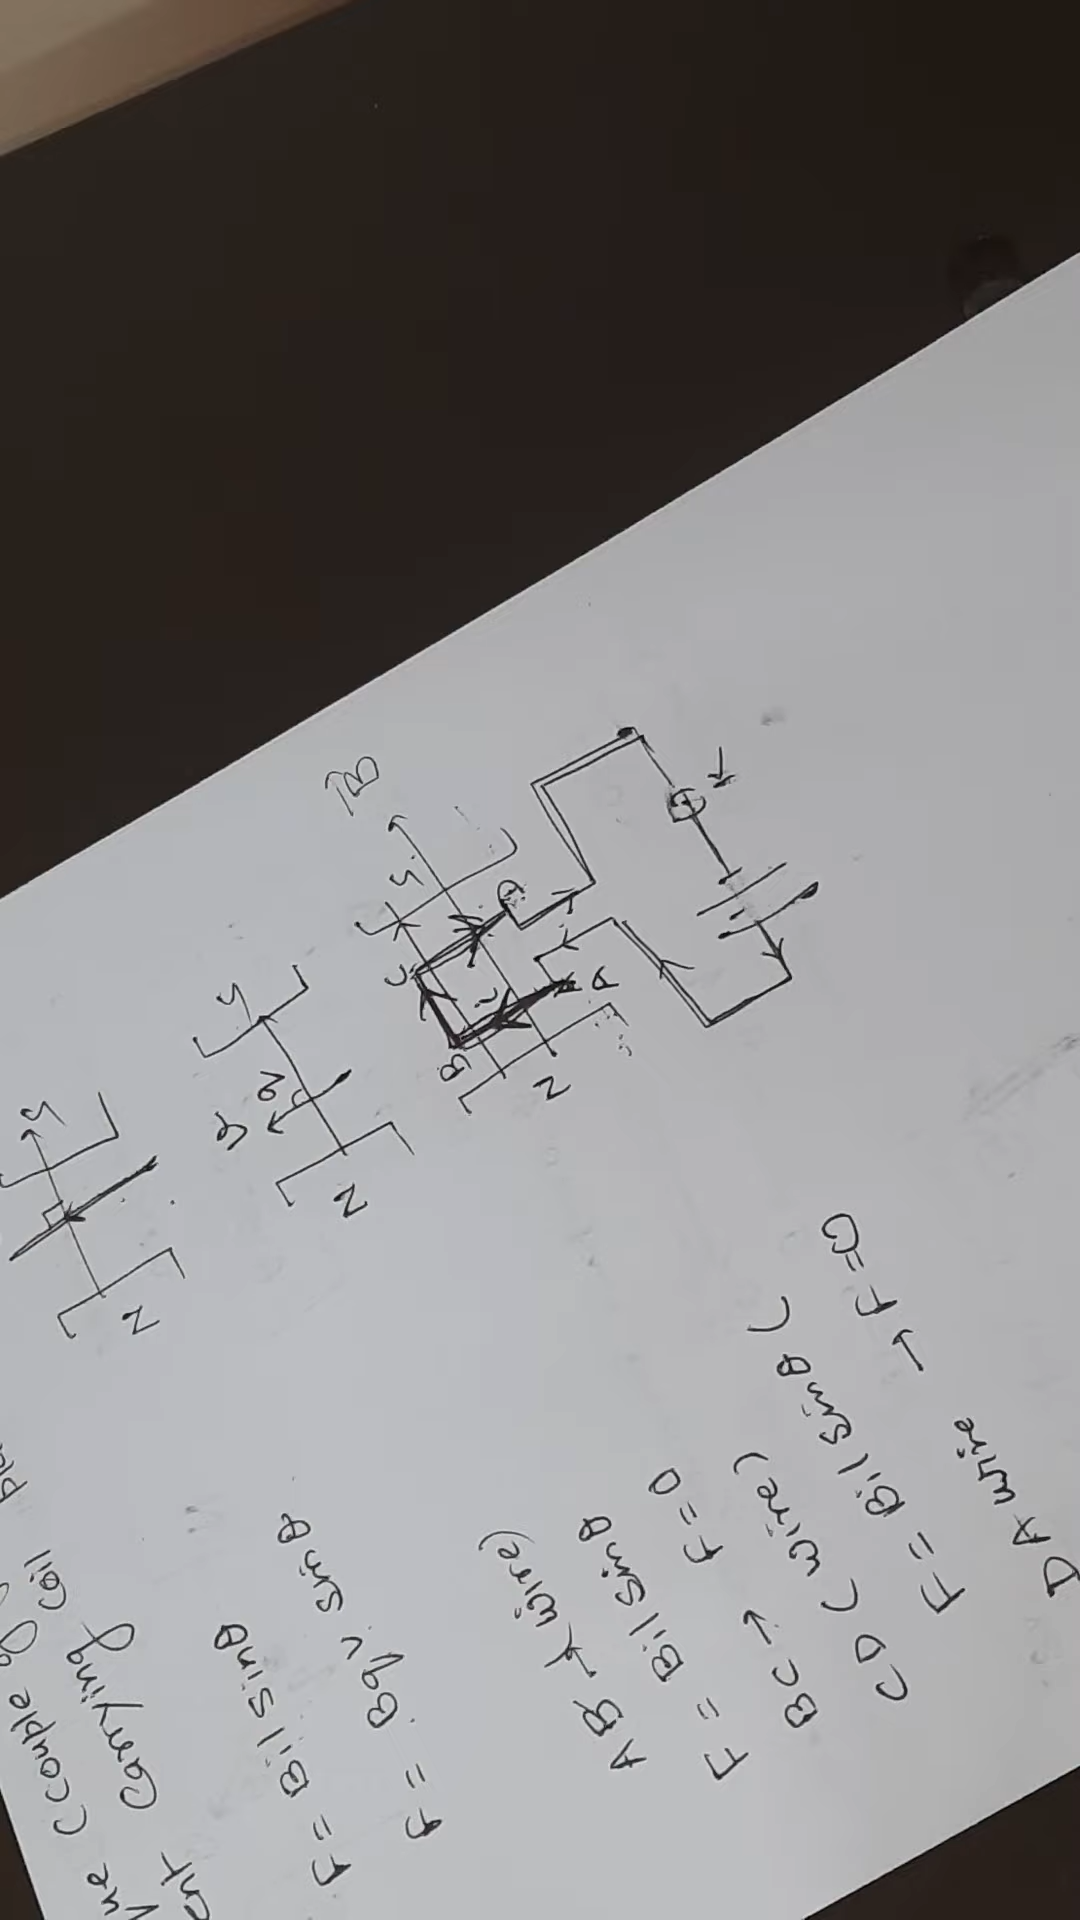 (couple
Carrying Coil
F = Bil sinθ
F = Bqv sinθ
AB → wire)
F = Bil sinθ
BC → F = 0
CD (wire)
F = Bil sinθ (
DA wire → F = 0
N
S
N
S
F
q
N
S
B
A
B
C
D
i
K